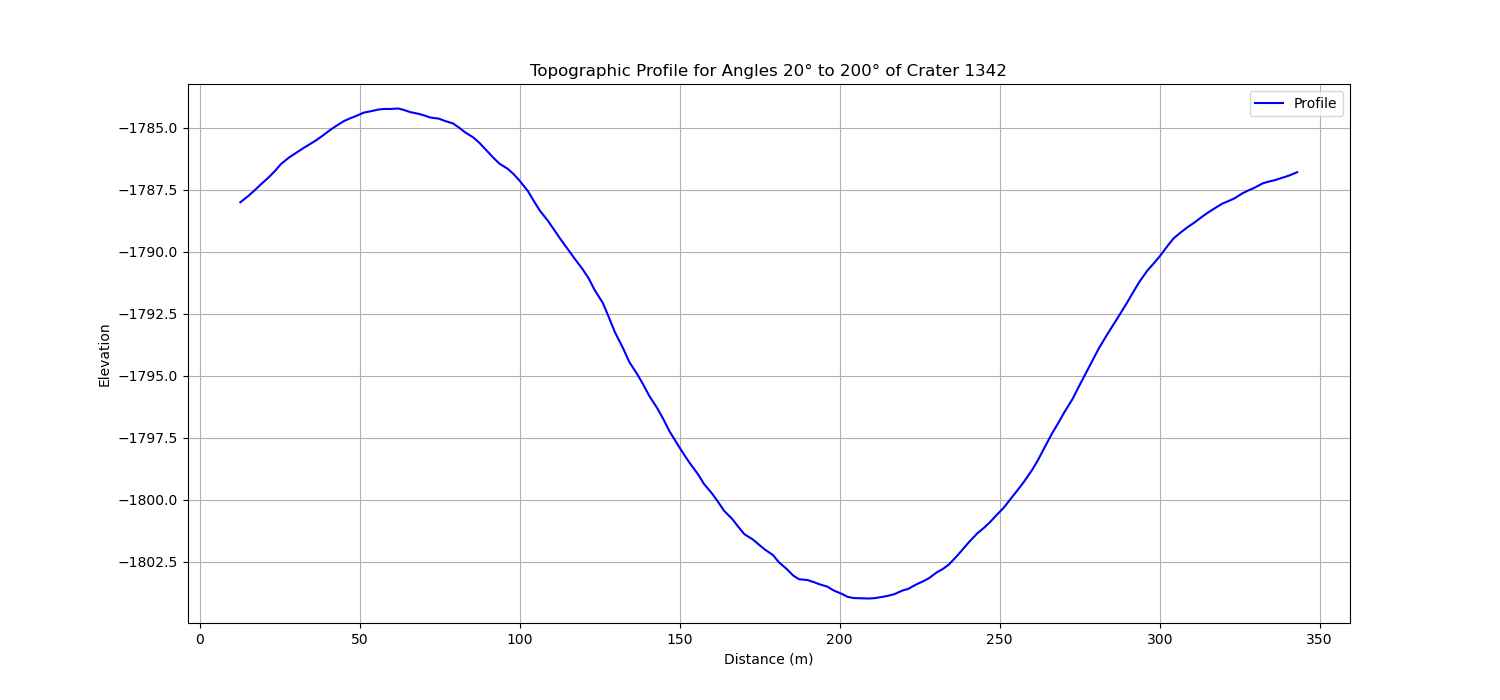 Topographic Profile for Angles 20° to 200° of Crater 1342
Profile
Elevation
−1785.0
−1787.5
−1790.0
−1792.5
−1795.0
−1797.5
−1800.0
−1802.5
0 50 100 150 200 250 300 350
Distance (m)